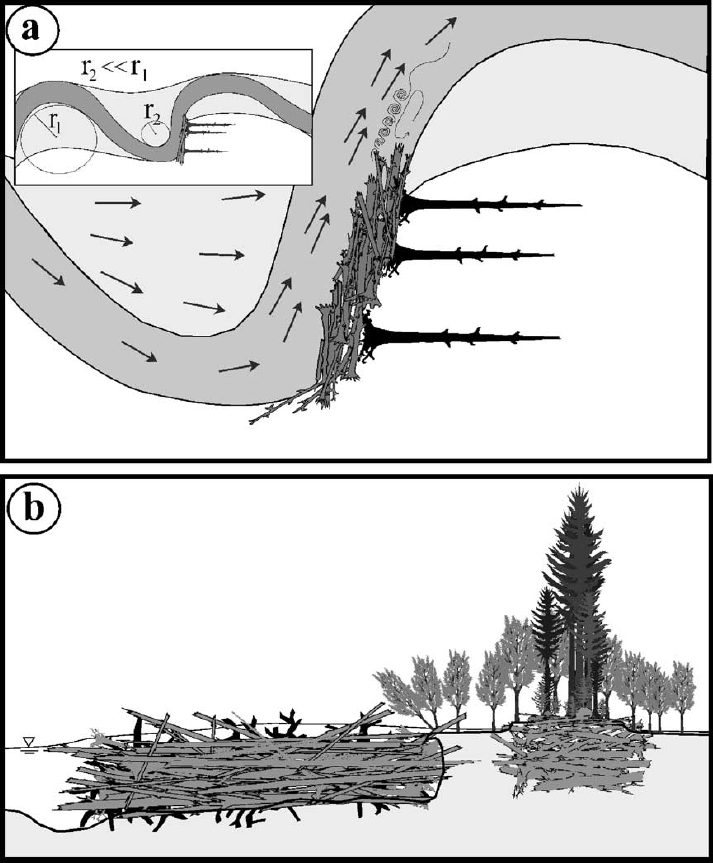 a
r₂ <<r₁
r₁
r₂
b